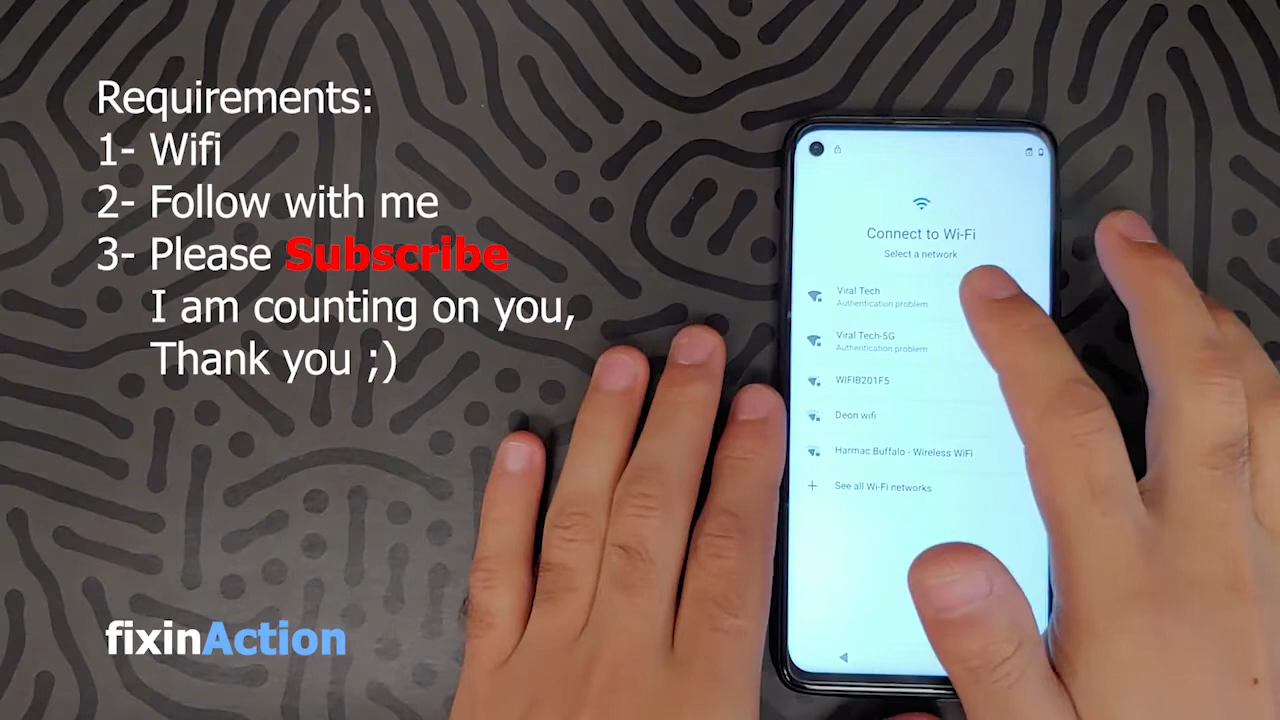 Requirements:
1- Wifi
2- Follow with me
3- Please Subscribe
I am counting on you,
Thank you ;)
fixinAction
Connect to Wi-Fi
Select a network
Viral Tech
Authentication problem
Viral Tech-5G
Authentication problem
WIFIB201F5
Deon wifi
Harmac Buffalo - Wireless WiFi
See all Wi-Fi networks